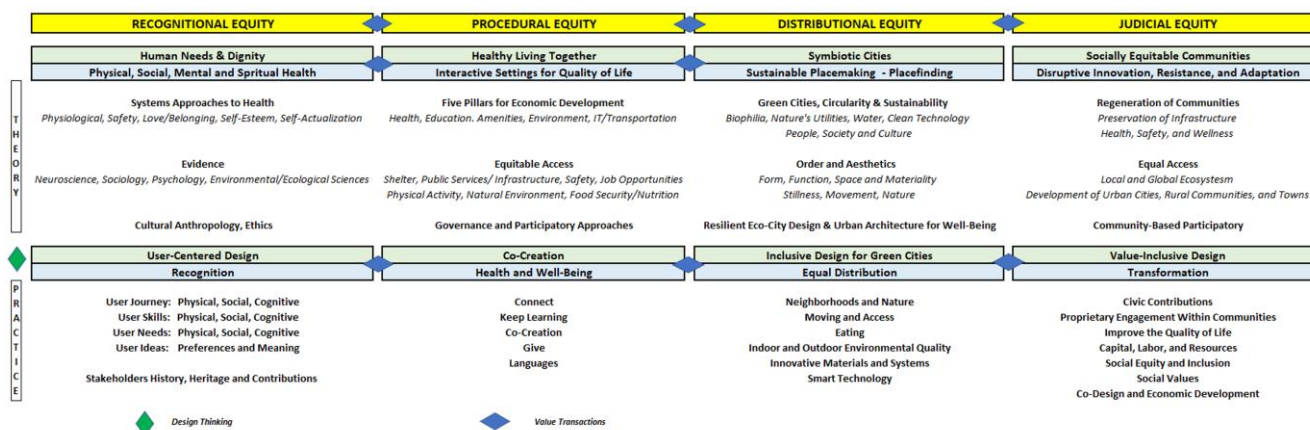 RECOGNITIONAL EQUITY
PROCEDURAL EQUITY
DISTRIBUTIONAL EQUITY
JUDICIAL EQUITY
Human Needs & Dignity
Physical, Social, Mental and Spritual Health
Healthy Living Together
Interactive Settings for Quality of Life
Symbiotic Cities
Sustainable Placemaking - Placefinding
Socially Equitable Communities
Disruptive Innovation, Resistance, and Adaptation
THEORY
Systems Approaches to Health
Physiological, Safety, Love/Belonging, Self-Esteem, Self-Actualization
Evidence
Neuroscience, Sociology, Psychology, Environmental/Ecological Sciences
Cultural Anthropology, Ethics
Five Pillars for Economic Development
Health, Education. Amenities, Environment, IT/Transportation
Equitable Access
Shelter, Public Services/ Infrastructure, Safety, Job Opportunities
Physical Activity, Natural Environment, Food Security/Nutrition
Governance and Participatory Approaches
Green Cities, Circularity & Sustainability
Biophilia, Nature's Utilities, Water, Clean Technology
People, Society and Culture
Order and Aesthetics
Form, Function, Space and Materiality
Stillness, Movement, Nature
Resilient Eco-City Design & Urban Architecture for Well-Being
Regeneration of Communities
Preservation of Infrastructure
Health, Safety, and Wellness
Equal Access
Local and Global Ecosystesm
Development of Urban Cities, Rural Communities, and Towns
Community-Based Participatory
User-Centered Design
Recognition
Co-Creation
Health and Well-Being
Inclusive Design for Green Cities
Equal Distribution
Value-Inclusive Design
Transformation
PRACTICE
User Journey: Physical, Social, Cognitive
User Skills: Physical, Social, Cognitive
User Needs: Physical, Social, Cognitive
User Ideas: Preferences and Meaning
Stakeholders History, Heritage and Contributions
Connect
Keep Learning
Co-Creation
Give
Languages
Neighborhoods and Nature
Moving and Access
Eating
Indoor and Outdoor Environmental Quality
Innovative Materials and Systems
Smart Technology
Civic Contributions
Proprietary Engagement Within Communities
Improve the Quality of Life
Capital, Labor, and Resources
Social Equity and Inclusion
Social Values
Co-Design and Economic Development
Design Thinking
Value Transactions